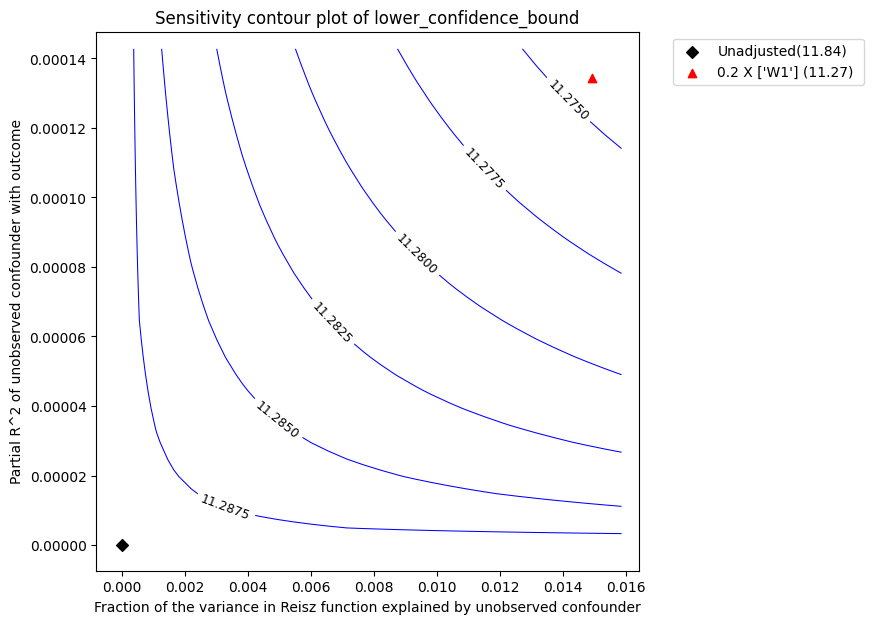 Sensitivity contour plot of lower_confidence_bound
Unadjusted(11.84)
0.2 X ['W1'] (11.27)
Partial R^2 of unobserved confounder with outcome
0.00014
0.00012
0.00010
0.00008
0.00006
0.00004
0.00002
0.00000
11.2750
11.2775
11.2800
11.2825
11.2850
11.2875
0.000 0.002 0.004 0.006 0.008 0.010 0.012 0.014 0.016
Fraction of the variance in Reisz function explained by unobserved confounder